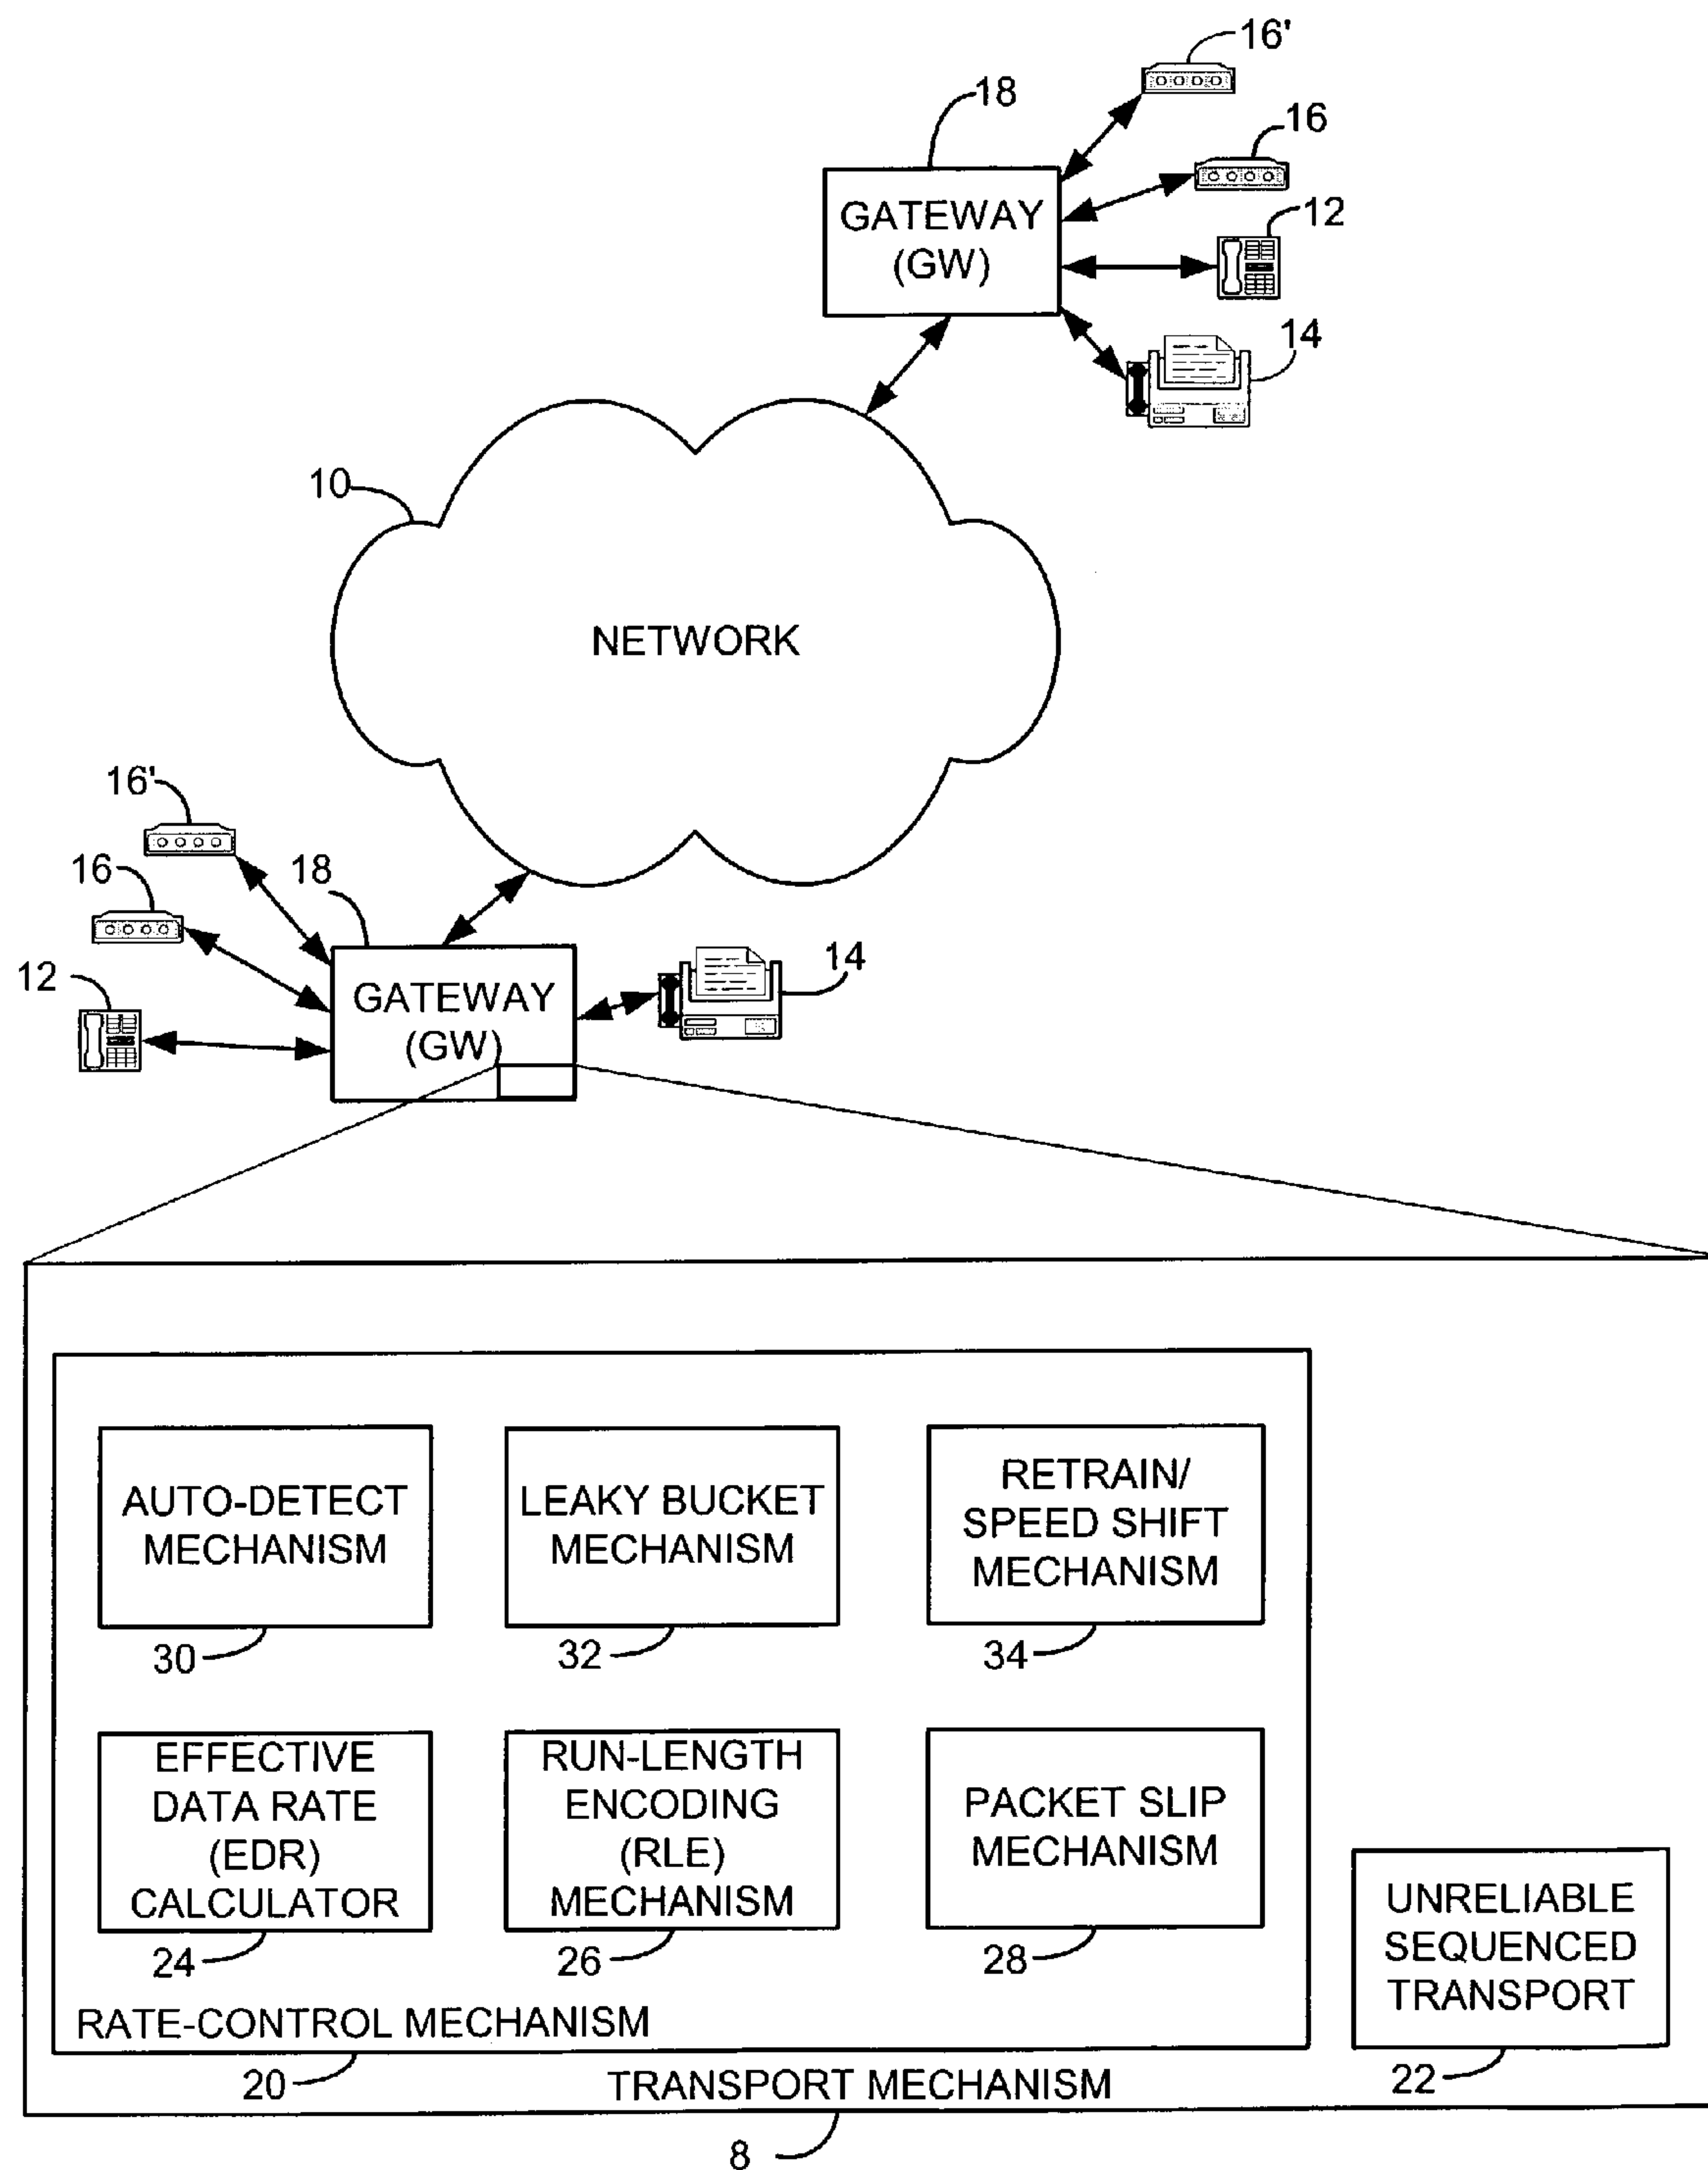 16'
18
16
GATEWAY
(GW)
12
14
10
NETWORK
16'
16
18
12
GATEWAY
(GW)
14
AUTO-DETECT
MECHANISM
30
LEAKY BUCKET
MECHANISM
32
RETRAIN/
SPEED SHIFT
MECHANISM
34
EFFECTIVE
DATA RATE
(EDR)
CALCULATOR
24
RUN-LENGTH
ENCODING
(RLE)
MECHANISM
26
PACKET SLIP
MECHANISM
28
UNRELIABLE
SEQUENCED
TRANSPORT
22
RATE-CONTROL MECHANISM
20
TRANSPORT MECHANISM
8